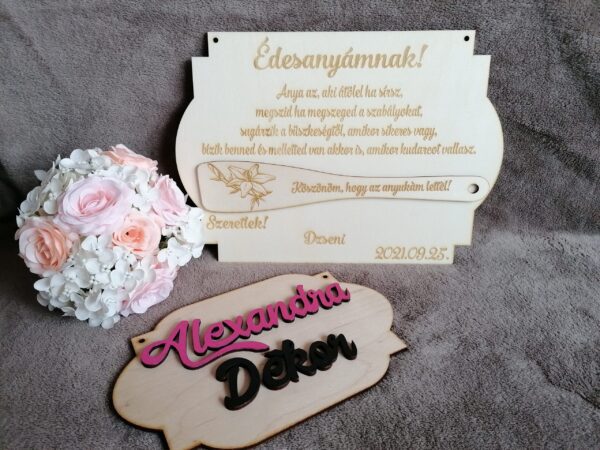 Édesanyámnak!
Anya az, aki átölel ha sérsz,
megszid ha megszeged a szabályokat,
sugárzik a büszkeségtől, amikor sikeres vagy,
bízik benned és melletted van akkor is, amikor kudarcot vallasz.
Köszönöm, hogy az anyukám lettél!
Szeretlek!
Dzseni
2021.09.25.
Alexandra
Dekor